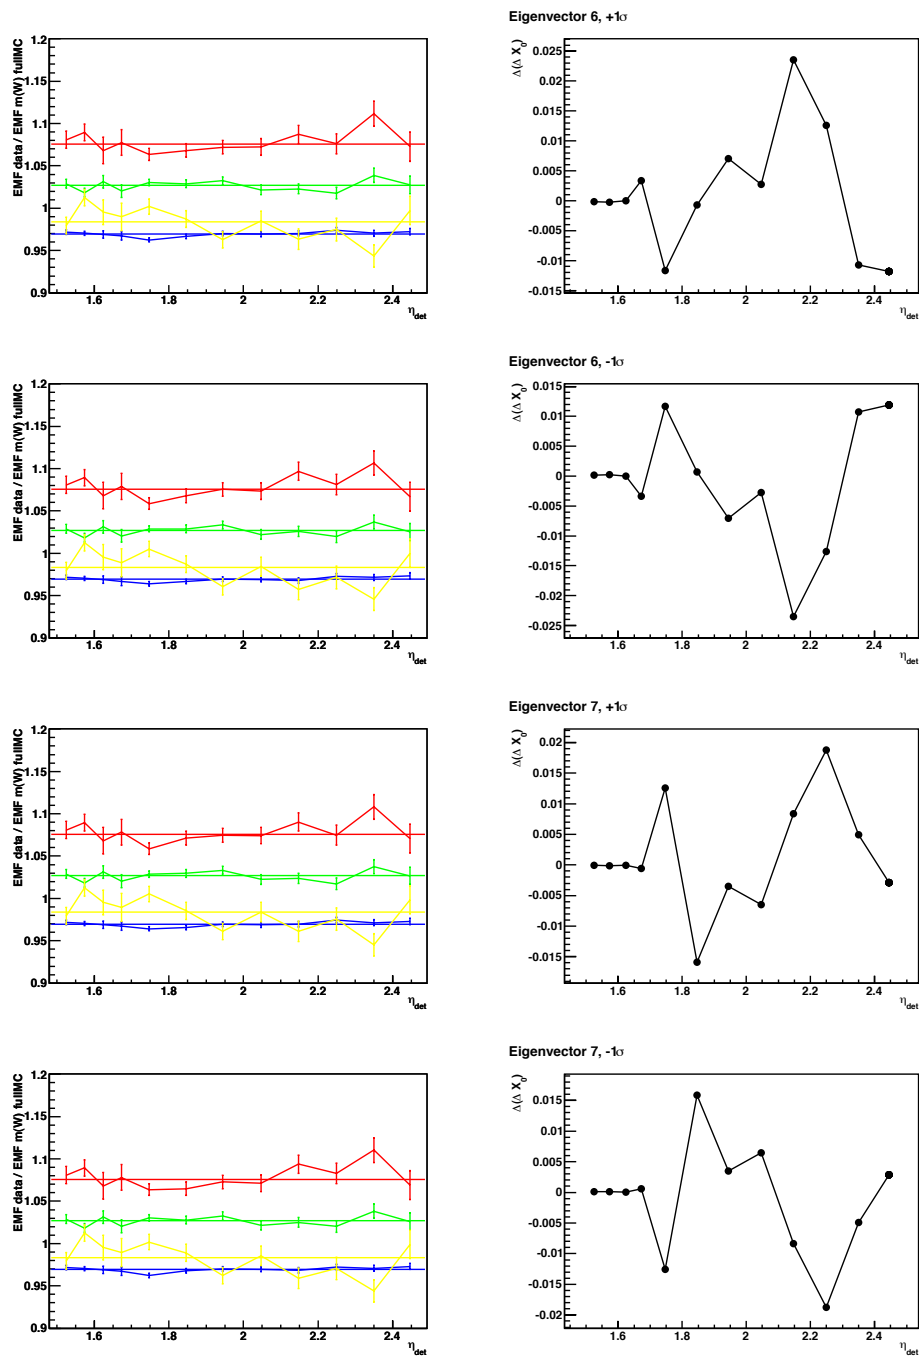 Eigenvector 6, +1σ
EMF data / EMF m(W) fullMC
1.2
1.15
1.1
1.05
1
0.95
0.9
1.6 1.8 2 2.2 2.4
η_det
Δ(Δ X_0)
0.025
0.02
0.015
0.01
0.005
0
-0.005
-0.01
-0.015
1.6 1.8 2 2.2 2.4
η_det
Eigenvector 6, -1σ
EMF data / EMF m(W) fullMC
1.2
1.15
1.1
1.05
1
0.95
0.9
1.6 1.8 2 2.2 2.4
η_det
Δ(Δ X_0)
0.015
0.01
0.005
0
-0.005
-0.01
-0.015
-0.02
-0.025
1.6 1.8 2 2.2 2.4
η_det
Eigenvector 7, +1σ
EMF data / EMF m(W) fullMC
1.2
1.15
1.1
1.05
1
0.95
0.9
1.6 1.8 2 2.2 2.4
η_det
Δ(Δ X_0)
0.02
0.015
0.01
0.005
0
-0.005
-0.01
-0.015
1.6 1.8 2 2.2 2.4
η_det
Eigenvector 7, -1σ
EMF data / EMF m(W) fullMC
1.2
1.15
1.1
1.05
1
0.95
0.9
1.6 1.8 2 2.2 2.4
η_det
Δ(Δ X_0)
0.015
0.01
0.005
0
-0.005
-0.01
-0.015
-0.02
1.6 1.8 2 2.2 2.4
η_det